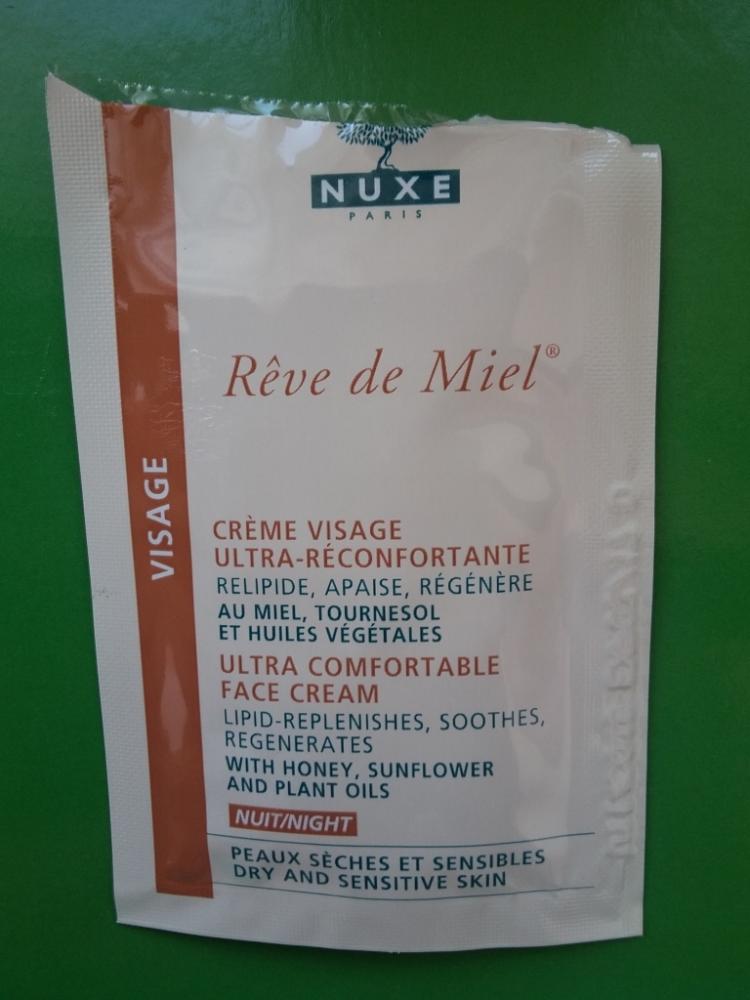 NUXE
PARIS
Rêve de Miel®
VISAGE
CRÈME VISAGE
ULTRA-RÉCONFORTANTE
RELIPIDE, APAISE, RÉGÉNÈRE
AU MIEL, TOURNESOL
ET HUILES VÉGÉTALES
ULTRA COMFORTABLE
FACE CREAM
LIPID-REPLENISHES, SOOTHES,
REGENERATES
WITH HONEY, SUNFLOWER
AND PLANT OILS
NUIT/NIGHT
PEAUX SÈCHES ET SENSIBLES
DRY AND SENSITIVE SKIN